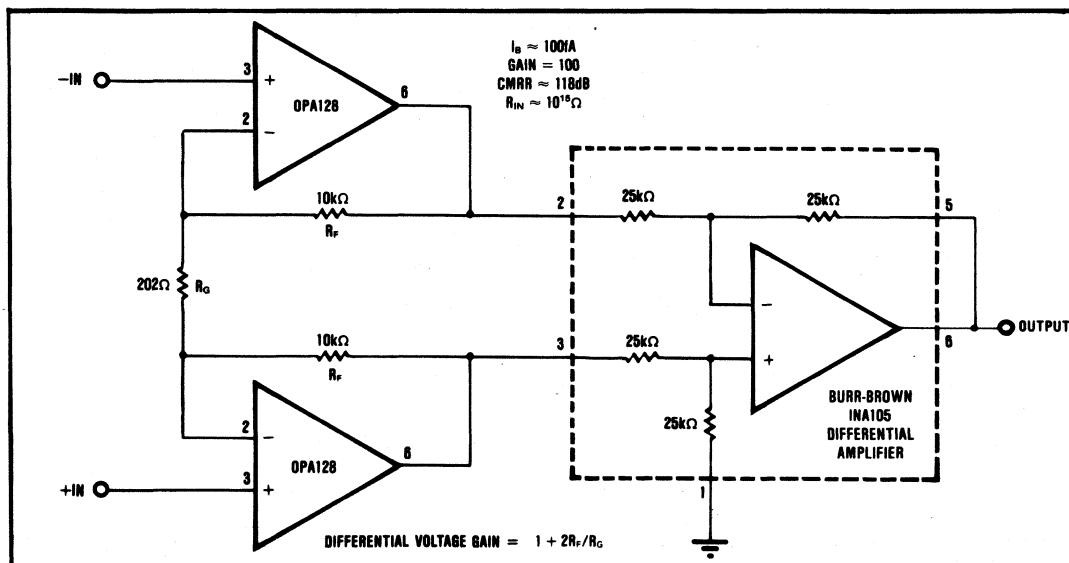 I_B ≈ 100fA
GAIN = 100
CMRR ≈ 118dB
R_IN ≈ 10¹⁵Ω
−IN
3
+
OPA128
6
2
−
10kΩ
R_F
2
25kΩ
25kΩ
5
202Ω
R_G
−
OUTPUT
10kΩ
R_F
3
25kΩ
+
6
BURR-BROWN
INA105
DIFFERENTIAL
AMPLIFIER
25kΩ
2
−
OPA128
6
+IN
3
+
1
DIFFERENTIAL VOLTAGE GAIN = 1 + 2R_F/R_G